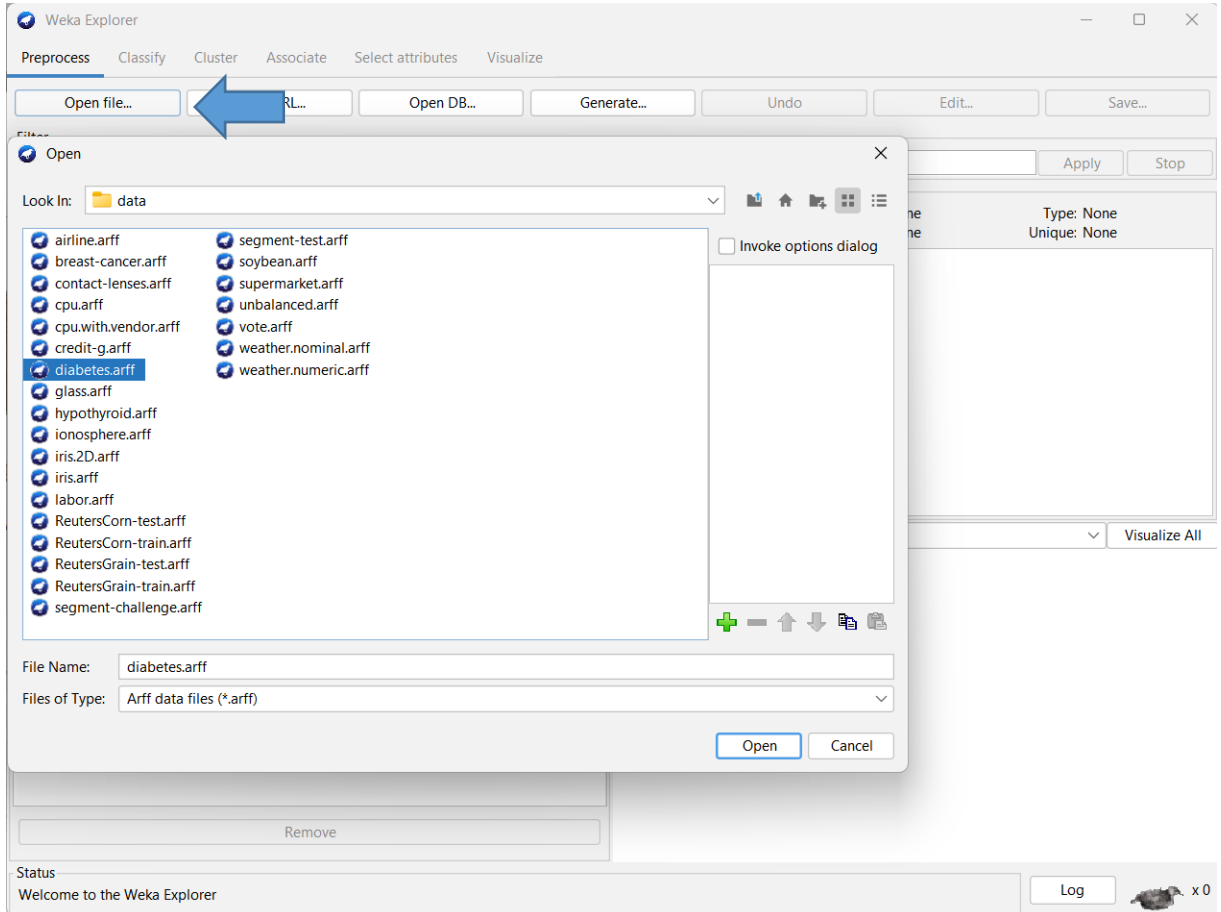 Weka Explorer
Preprocess Classify Cluster Associate Select attributes Visualize
Open file... RL... Open DB... Generate... Undo Edit... Save...
Filter
Open
Apply Stop
Look In: data
ne Type: None
ne Unique: None
Invoke options dialog
airline.arff
breast-cancer.arff
contact-lenses.arff
cpu.arff
cpu.with.vendor.arff
credit-g.arff
diabetes.arff
glass.arff
hypothyroid.arff
ionosphere.arff
iris.2D.arff
iris.arff
labor.arff
ReutersCorn-test.arff
ReutersCorn-train.arff
ReutersGrain-test.arff
ReutersGrain-train.arff
segment-challenge.arff
segment-test.arff
soybean.arff
supermarket.arff
unbalanced.arff
vote.arff
weather.nominal.arff
weather.numeric.arff
Visualize All
File Name: diabetes.arff
Files of Type: Arff data files (*.arff)
Open Cancel
Remove
Status
Welcome to the Weka Explorer
Log x 0